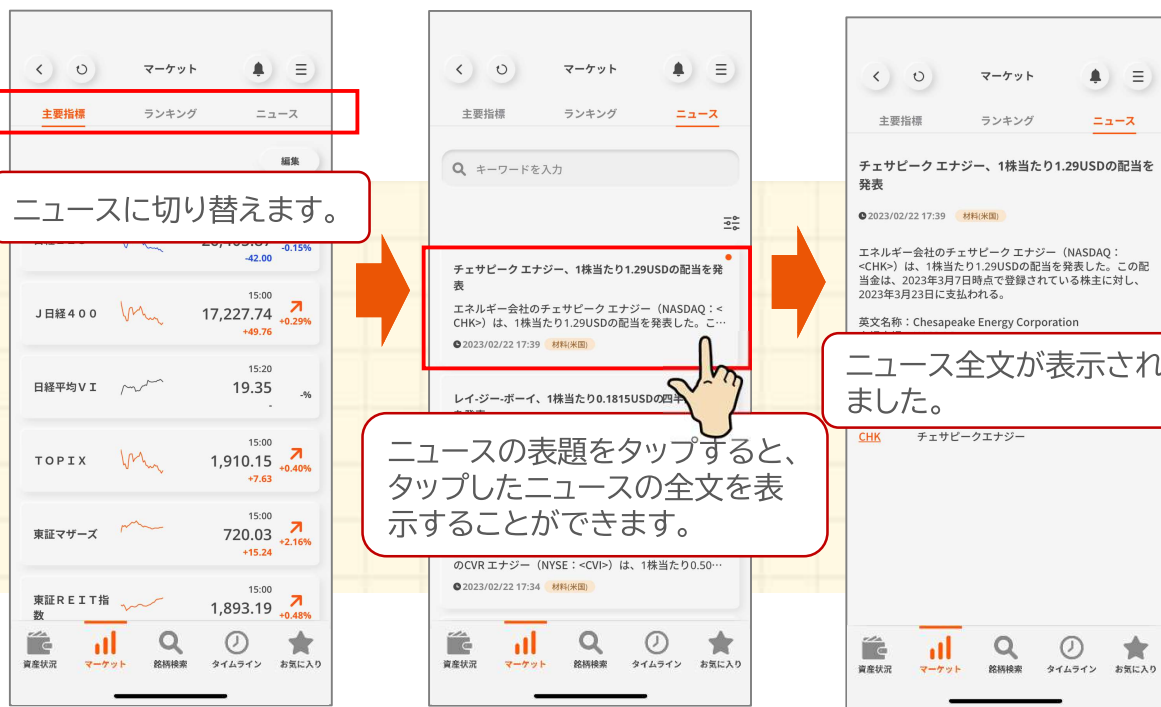 マーケット
主要指標 ランキング ニュース
編集
ニュースに切り替えます。
-0.15%
-42.00
15:00
J日経400 17,227.74 +0.29%
+49.76
15:20
日経平均VI 19.35 -%
-
15:00
TOPIX 1,910.15 +0.40%
+7.63
15:00
東証マザーズ 720.03 +2.16%
+15.24
15:00
東証REIT指
数 1,893.19 +0.48%
資産状況 マーケット 銘柄検索 タイムライン お気に入り
マーケット
主要指標 ランキング ニュース
キーワードを入力
チェサピーク エナジー、1株当たり1.29USDの配当を発
表
エネルギー会社のチェサピーク エナジー（NASDAQ：<
CHK>）は、1株当たり1.29USDの配当を発表した。こ…
2023/02/22 17:39 材料(米国)
レイ-ジー-ボーイ、1株当たり0.1815USDの四半
ニュースの表題をタップすると、
タップしたニュースの全文を表
示することができます。
のCVR エナジー（NYSE：<CVI>）は、1株当たり0.50…
2023/02/22 17:34 材料(米国)
資産状況 マーケット 銘柄検索 タイムライン お気に入り
マーケット
主要指標 ランキング ニュース
チェサピーク エナジー、1株当たり1.29USDの配当を
発表
2023/02/22 17:39 材料(米国)
エネルギー会社のチェサピーク エナジー（NASDAQ：
<CHK>）は、1株当たり1.29USDの配当を発表した。この配
当金は、2023年3月7日時点で登録されている株主に対し、
2023年3月23日に支払われる。
英文名称：Chesapeake Energy Corporation
ニュース全文が表示され
ました。
CHK チェサピークエナジー
資産状況 マーケット 銘柄検索 タイムライン お気に入り